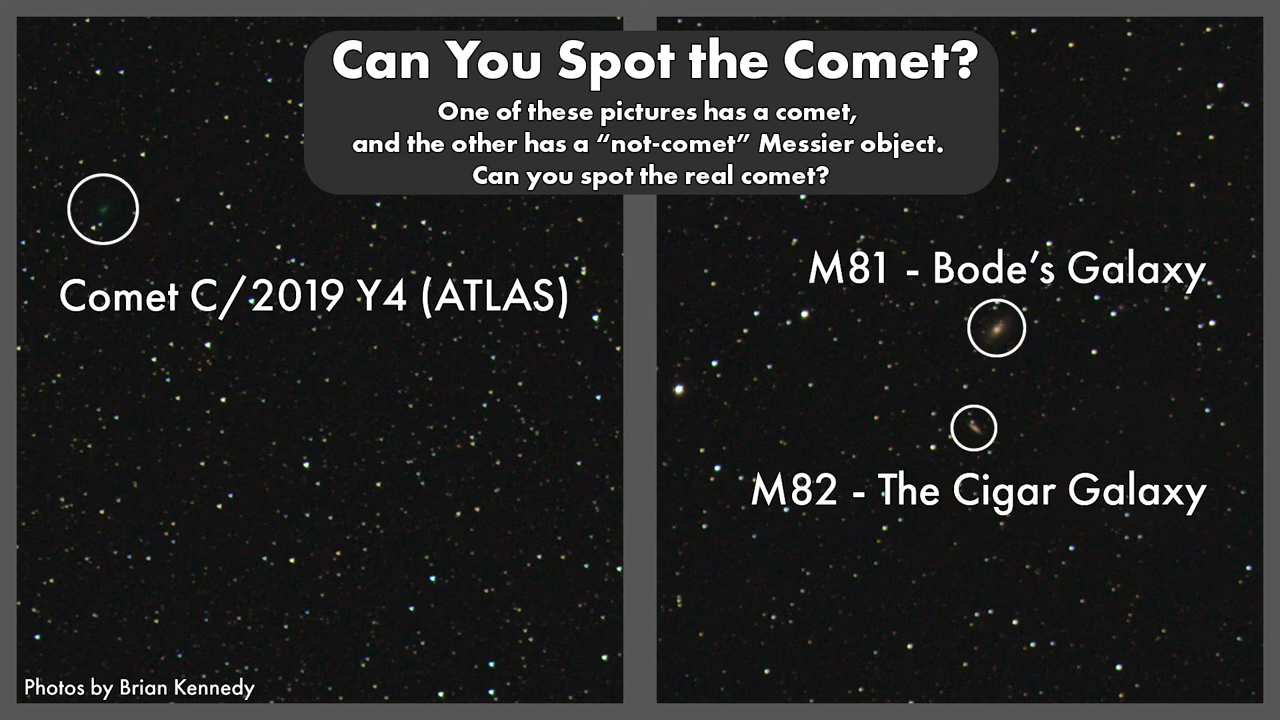 Can You Spot the Comet?
One of these pictures has a comet,
and the other has a “not-comet” Messier object.
Can you spot the real comet?
Comet C/2019 Y4 (ATLAS)
M81 - Bode’s Galaxy
M82 - The Cigar Galaxy
Photos by Brian Kennedy